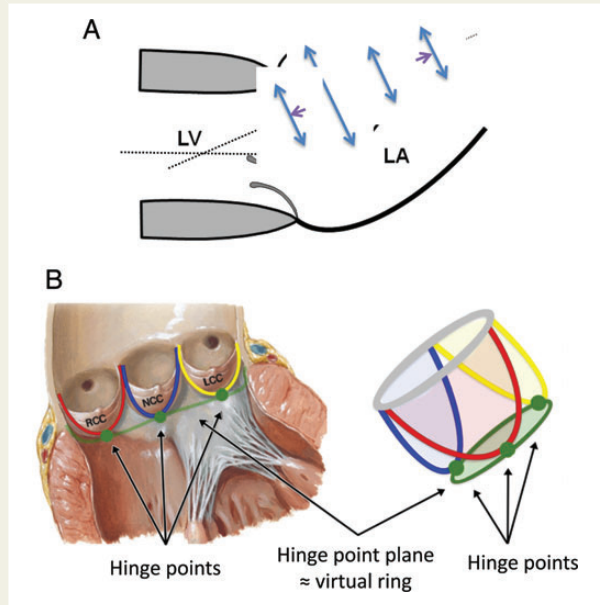 A
LV
LA
B
RCC
NCC
LCC
Hinge points
Hinge point plane
≈ virtual ring
Hinge points